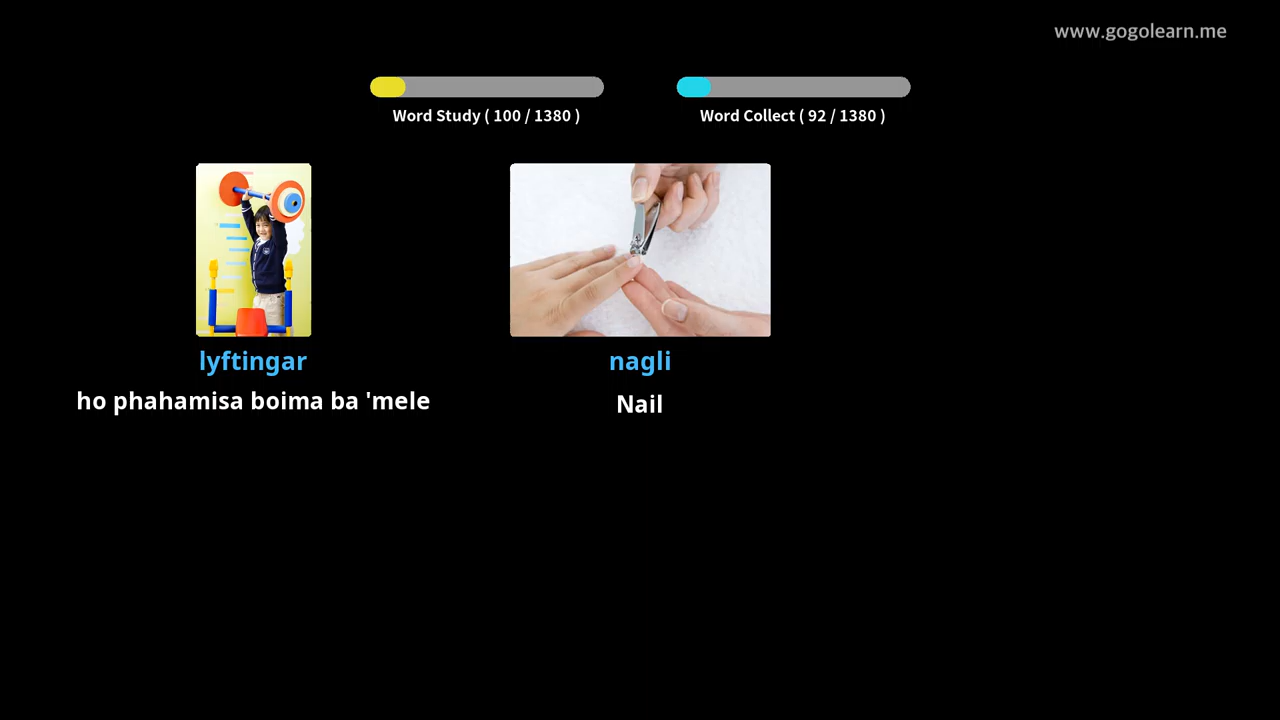 www.gogolearn.me
Word Study ( 100 / 1380 )
Word Collect ( 92 / 1380 )
lyftingar
nagli
ho phahamisa boima ba 'mele
Nail